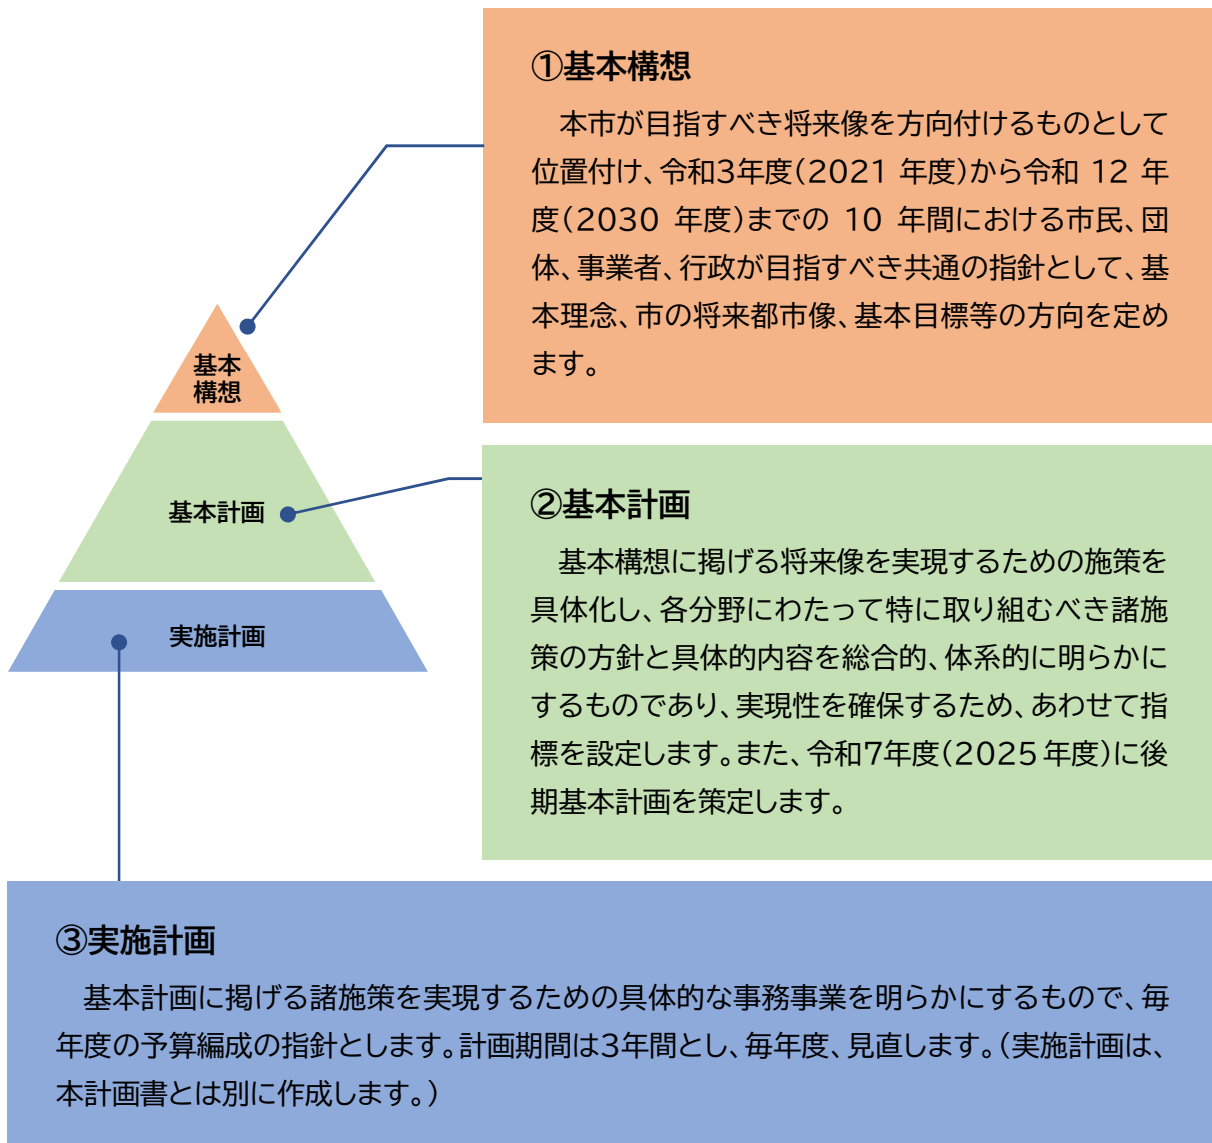 ①基本構想
本市が目指すべき将来像を方向付けるものとして
位置付け、令和3年度(2021 年度)から令和 12 年
度(2030 年度)までの 10 年間における市民、団
体、事業者、行政が目指すべき共通の指針として、基
本理念、市の将来都市像、基本目標等の方向を定め
ます。
基本
構想
基本計画
実施計画
②基本計画
基本構想に掲げる将来像を実現するための施策を
具体化し、各分野にわたって特に取り組むべき諸施
策の方針と具体的内容を総合的、体系的に明らかに
するものであり、実現性を確保するため、あわせて指
標を設定します。また、令和7年度(2025 年度)に後
期基本計画を策定します。
③実施計画
基本計画に掲げる諸施策を実現するための具体的な事務事業を明らかにするもので、毎
年度の予算編成の指針とします。計画期間は3年間とし、毎年度、見直します。(実施計画は、
本計画書とは別に作成します。)